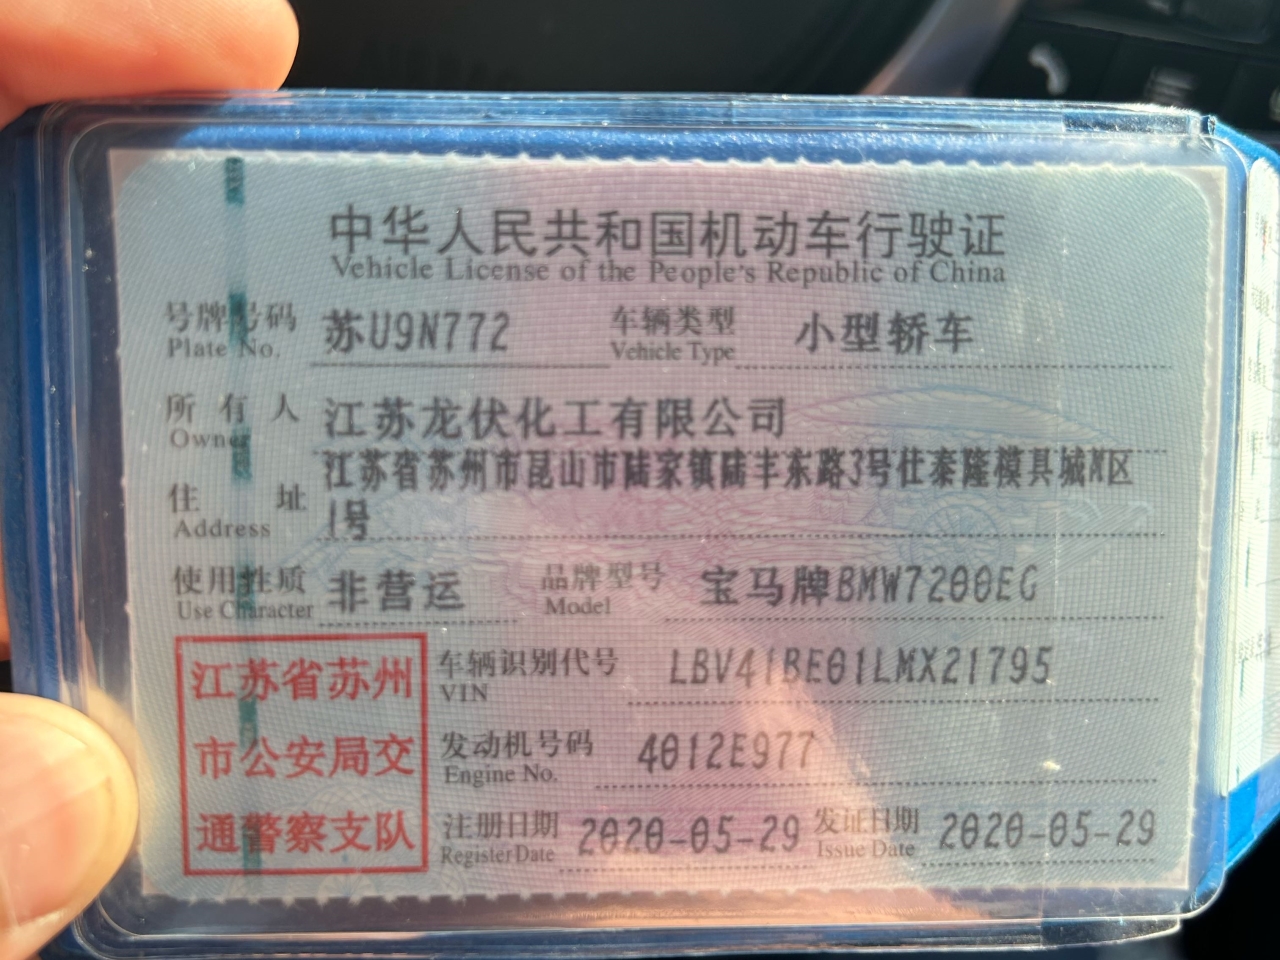 中华人民共和国机动车行驶证
Vehicle License of the People's Republic of China
号牌号码 苏U9N772 车辆类型 小型轿车
Plate No. Vehicle Type
所有人 江苏龙伏化工有限公司
Owner
住址 江苏省苏州市昆山市陆家镇陆丰东路3号仕泰隆模具城N区
Address 1号
使用性质 非营运 品牌型号 宝马牌BMW7200EG
Use Character Model
江苏省苏州
市公安局交
通警察支队
车辆识别代号 LBV41BE01LMX21795
VIN
发动机号码 4012E977
Engine No.
注册日期 2020-05-29 发证日期 2020-05-29
Register Date Issue Date